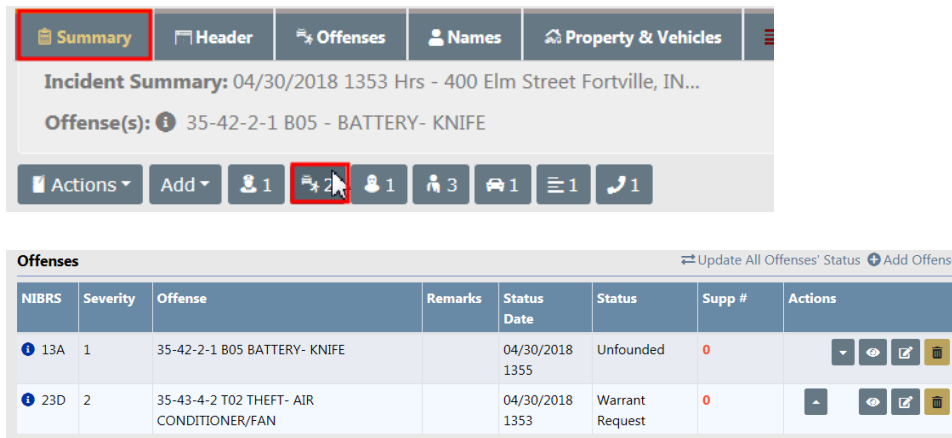 Summary Header Offenses Names Property & Vehicles
Incident Summary: 04/30/2018 1353 Hrs - 400 Elm Street Fortville, IN...
Offense(s): 35-42-2-1 B05 - BATTERY- KNIFE
Actions Add 1 2 1 3 1 1 1
Offenses Update All Offenses' Status Add Offens
NIBRS Severity Offense Remarks Status Status Supp # Actions
Date
13A 1 35-42-2-1 B05 BATTERY- KNIFE 04/30/2018 Unfounded 0
1355
23D 2 35-43-4-2 T02 THEFT- AIR 04/30/2018 Warrant 0
CONDITIONER/FAN 1353 Request